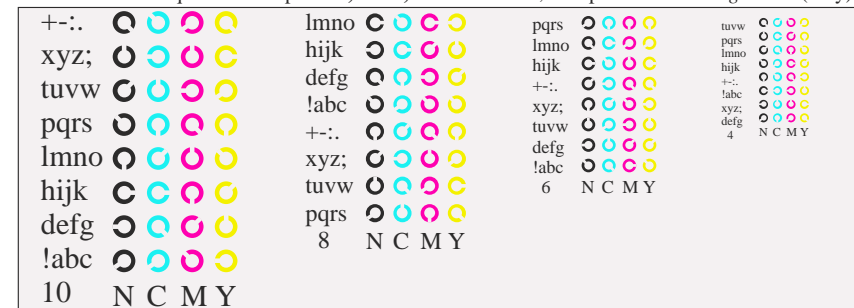 +-:.
xyz;
tuvw
pqrs
lmno
hijk
defg
!abc
10 N C M Y
lmno
hijk
defg
!abc
+-:.
xyz;
tuvw
pqrs
8 N C M Y
pqrs
lmno
hijk
+-:.
xyz;
tuvw
defg
!abc
6 N C M Y
tuvw
pqrs
lmno
hijk
+-:.
!abc
xyz;
defg
4 N C M Y